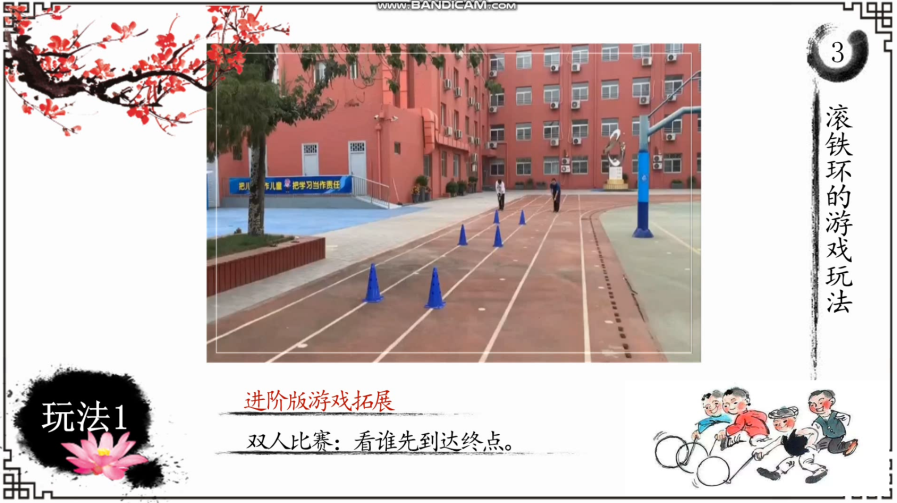 www.BANDICAM.com
3
滚铁环的游戏玩法
把学习当作责任
玩法1
进阶版游戏拓展
双人比赛：看谁先到达终点。